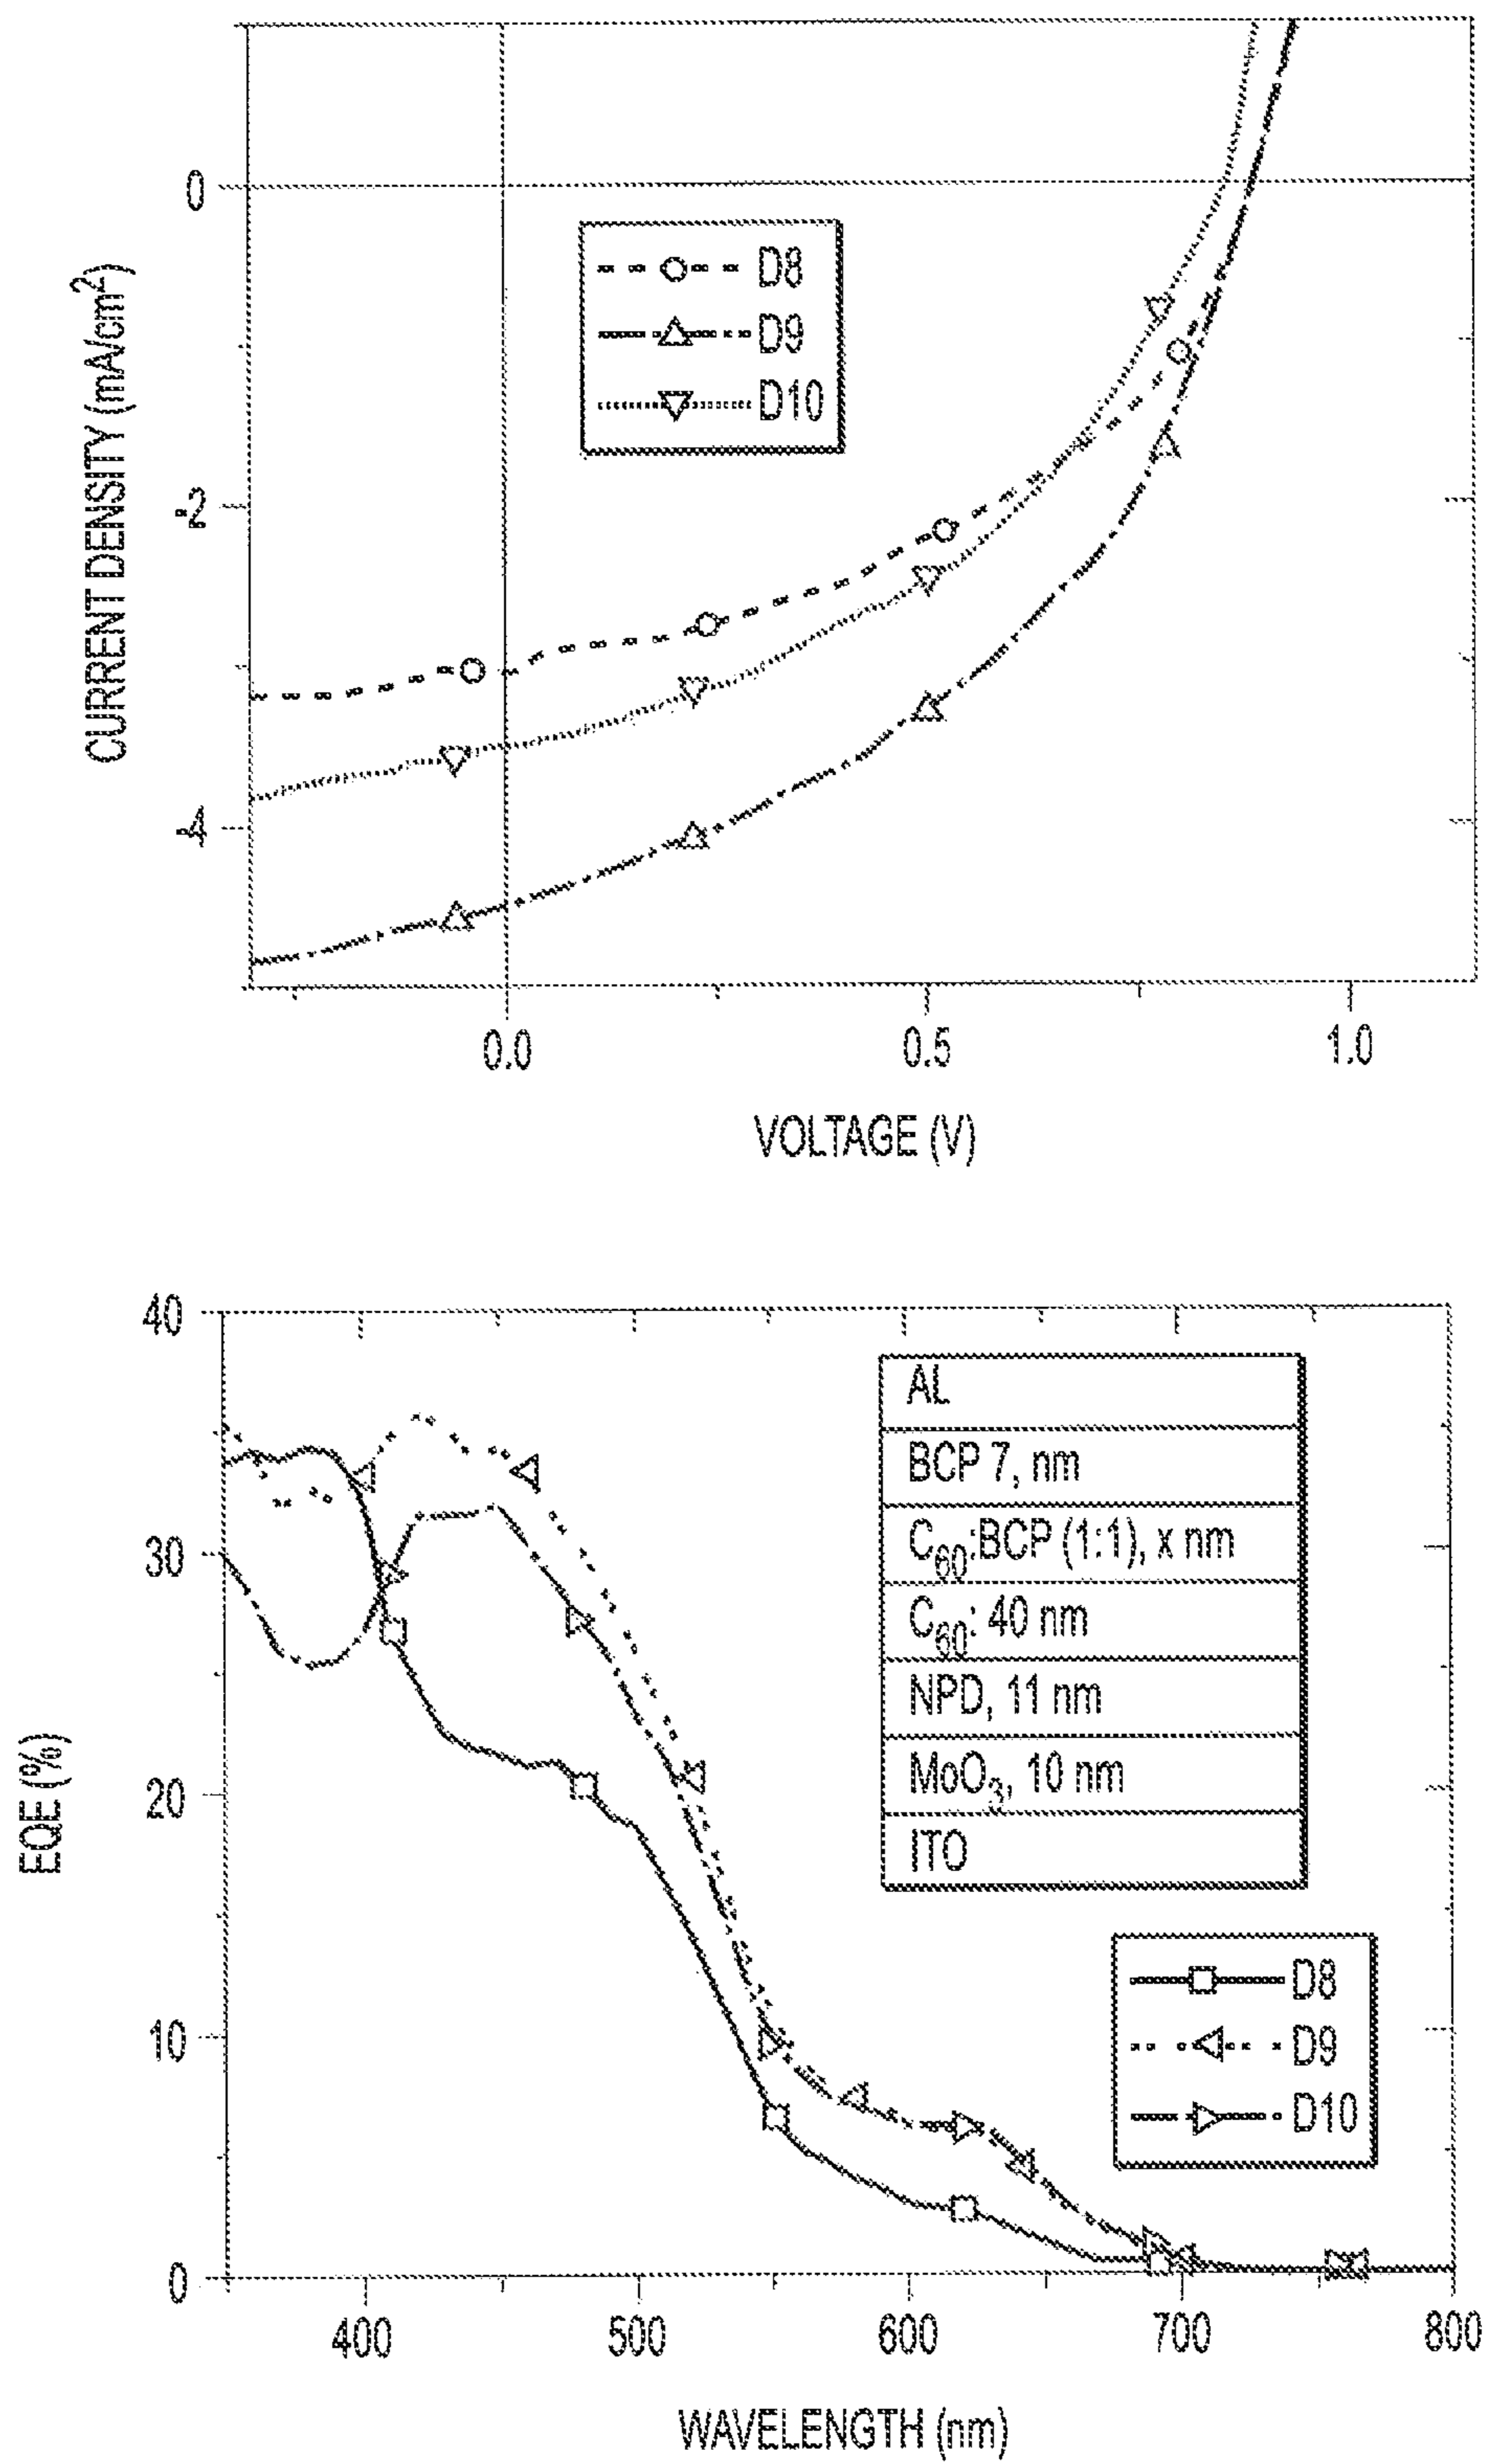 0
-2
-4
CURRENT DENSITY (mA/cm²)
D8
D9
D10
0.0
0.5
1.0
VOLTAGE (V)
40
30
20
10
0
EQE (%)
AL
BCP 7, nm
C₆₀:BCP (1:1), x nm
C₆₀: 40 nm
NPD, 11 nm
MoO₃, 10 nm
ITO
D8
D9
D10
400
500
600
700
800
WAVELENGTH (nm)